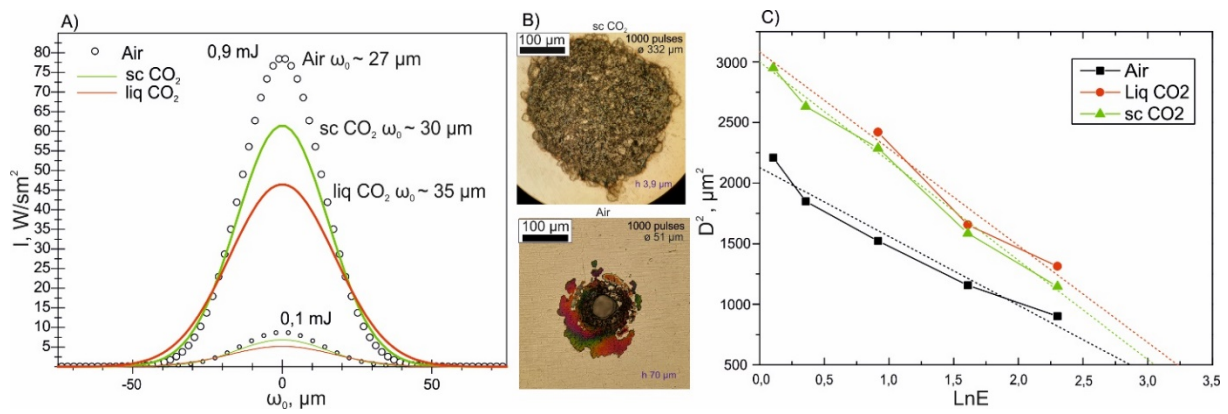 A)
0,9 mJ
Air
sc CO₂
liq CO₂
Air ω₀ ~ 27 µm
sc CO₂ ω₀ ~ 30 µm
liq CO₂ ω₀ ~ 35 µm
0,1 mJ
I, W/sm²
80
75
70
65
60
55
50
45
40
35
30
25
20
15
10
5
-50
0
50
ω₀, µm
B)
sc CO₂
100 µm
1000 pulses
ø 332 µm
h 3,9 µm
Air
100 µm
1000 pulses
ø 51 µm
h 70 µm
C)
Air
Liq CO2
sc CO2
D², µm²
3000
2500
2000
1500
1000
500
0,0
0,5
1,0
1,5
2,0
2,5
3,0
3,5
LnE